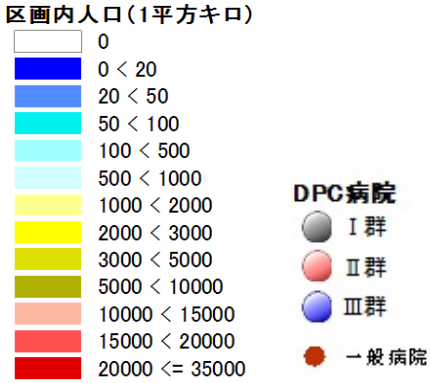 区画内人口(1平方キロ)
0
0 < 20
20 < 50
50 < 100
100 < 500
500 < 1000
1000 < 2000
2000 < 3000
3000 < 5000
5000 < 10000
10000 < 15000
15000 < 20000
20000 <= 35000
DPC病院
Ⅰ群
Ⅱ群
Ⅲ群
一般病院